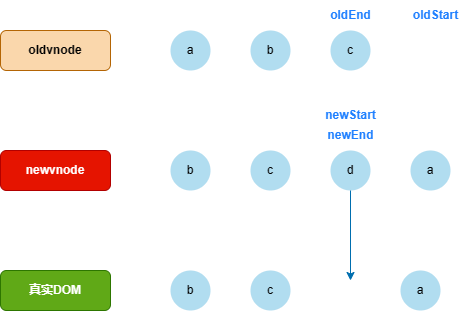 oldEnd oldStart
oldvnode a b c
newStart
newEnd
newvnode b c d a
真实DOM b c a